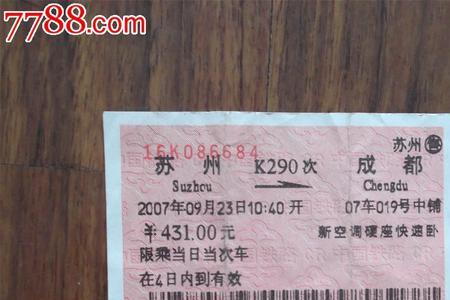 7788.com
苏州售
16K086684
苏州 K290次 成都
Suzhou Chengdu
2007年09月23日10:40开 07车019号中铺
¥431.00元 新空调硬座快速卧
限乘当日当次车
在4日内到有效